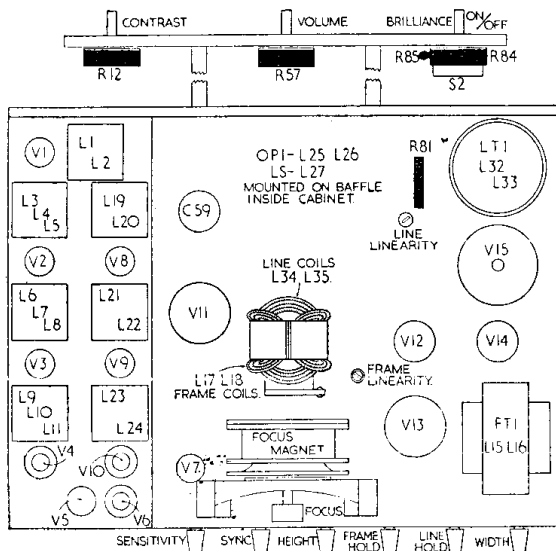 CONTRAST
VOLUME
BRILLIANCE
ON/OFF
R12
R57
R85
R84
S2
V1
L1
L2
OP1- L25 L26
LS- L27
MOUNTED ON BAFFLE
INSIDE CABINET.
R81
LT1
L32
L33
L3
L4
L5
L19
L20
C59
LINE
LINEARITY
V2
V8
LINE COILS
L34 L35.
V15
L6
L7
L8
L21
L22
V11
V12
V14
V3
V9
L17 L18
FRAME COILS.
FRAME
LINEARITY.
L9
L10
L11
L23
L24
V13
FT1
L15 L16
FOCUS
MAGNET
V4
V10
V7
V5
V6
FOCUS
SENSITIVITY
SYNC
HEIGHT
FRAME
HOLD
LINE
HOLD
WIDTH